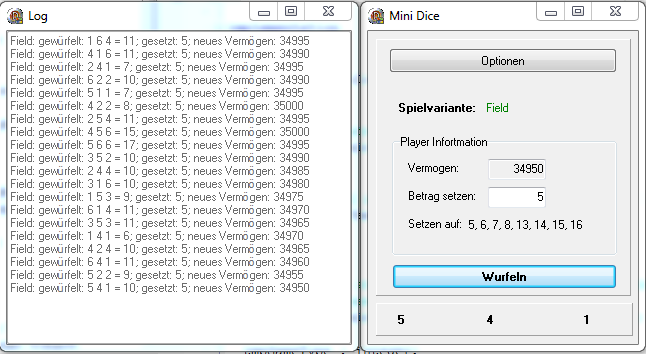 Log
Field: gewürfelt: 1 6 4 = 11; gesetzt: 5; neues Vermögen: 34995
Field: gewürfelt: 4 1 6 = 11; gesetzt: 5; neues Vermögen: 34990
Field: gewürfelt: 2 4 1 = 7; gesetzt: 5; neues Vermögen: 34995
Field: gewürfelt: 6 2 2 = 10; gesetzt: 5; neues Vermögen: 34990
Field: gewürfelt: 5 1 1 = 7; gesetzt: 5; neues Vermögen: 34995
Field: gewürfelt: 4 2 2 = 8; gesetzt: 5; neues Vermögen: 35000
Field: gewürfelt: 2 5 4 = 11; gesetzt: 5; neues Vermögen: 34995
Field: gewürfelt: 4 5 6 = 15; gesetzt: 5; neues Vermögen: 35000
Field: gewürfelt: 5 6 6 = 17; gesetzt: 5; neues Vermögen: 34995
Field: gewürfelt: 3 5 2 = 10; gesetzt: 5; neues Vermögen: 34990
Field: gewürfelt: 2 4 4 = 10; gesetzt: 5; neues Vermögen: 34985
Field: gewürfelt: 3 1 6 = 10; gesetzt: 5; neues Vermögen: 34980
Field: gewürfelt: 1 5 3 = 9; gesetzt: 5; neues Vermögen: 34975
Field: gewürfelt: 6 1 4 = 11; gesetzt: 5; neues Vermögen: 34970
Field: gewürfelt: 3 5 3 = 11; gesetzt: 5; neues Vermögen: 34965
Field: gewürfelt: 1 4 1 = 6; gesetzt: 5; neues Vermögen: 34970
Field: gewürfelt: 4 2 4 = 10; gesetzt: 5; neues Vermögen: 34965
Field: gewürfelt: 6 4 1 = 11; gesetzt: 5; neues Vermögen: 34960
Field: gewürfelt: 5 2 2 = 9; gesetzt: 5; neues Vermögen: 34955
Field: gewürfelt: 5 4 1 = 10; gesetzt: 5; neues Vermögen: 34950
Mini Dice
Optionen
Spielvariante: Field
Player Information
Vermogen: 34950
Betrag setzen: 5
Setzen auf: 5, 6, 7, 8, 13, 14, 15, 16
Wurfeln
5 4 1